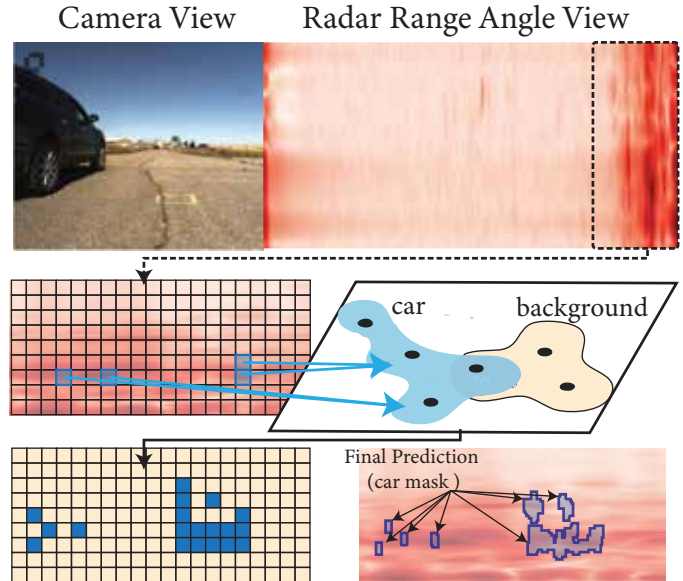 Camera View
Radar Range Angle View
car
background
Final Prediction
(car mask )